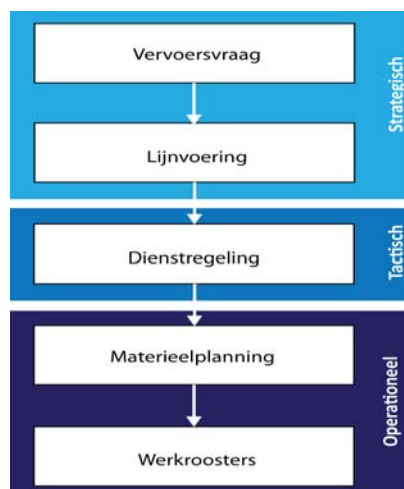 Vervoersvraag
Lijnvoering
Strategisch
Dienstregeling
Tactisch
Materieelplanning
Werkroosters
Operationeel